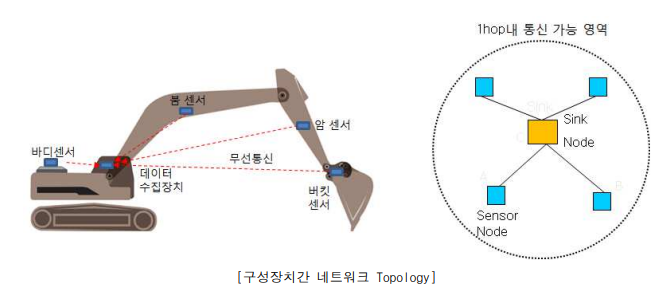 1hop내 통신 가능 영역
붐 센서
암 센서
바디센서
무선통신
데이터
수집장치
버킷
센서
Sink
Sink
Node
A
B
Sensor
Node
[구성장치간 네트워크 Topology]